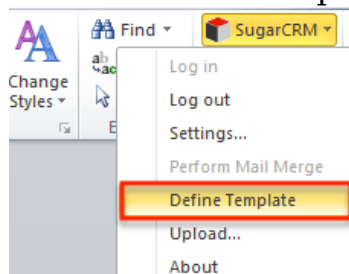 Find
SugarCRM
Change
Styles
Log in
Log out
Settings...
Perform Mail Merge
Define Template
Upload...
About